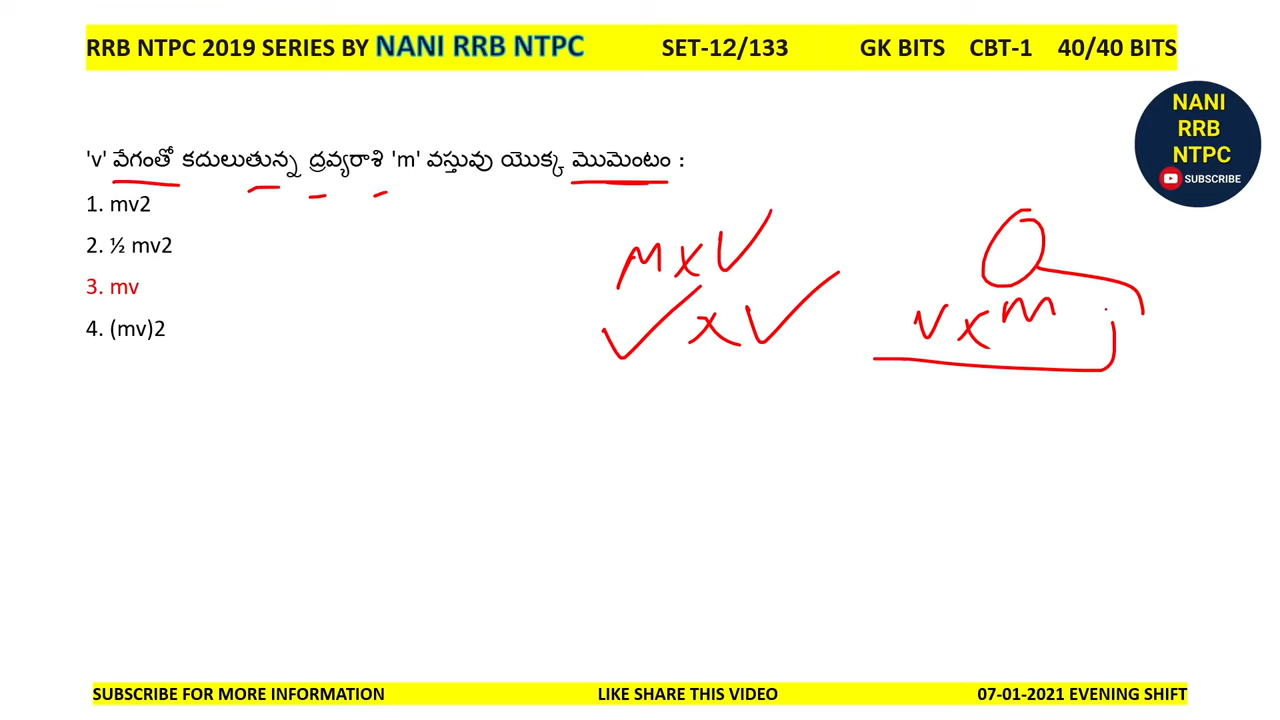 RRB NTPC 2019 SERIES BY NANI RRB NTPC SET-12/133 GK BITS CBT-1 40/40 BITS
NANI
RRB
NTPC
SUBSCRIBE
'v' వేగంతో కదులుతున్న ద్రవ్యరాశి 'm' వస్తువు యొక్క మొమెంటం :
1. mv2
2. ½ mv2
3. mv
4. (mv)2
m x v
x
v x m
SUBSCRIBE FOR MORE INFORMATION LIKE SHARE THIS VIDEO 07-01-2021 EVENING SHIFT